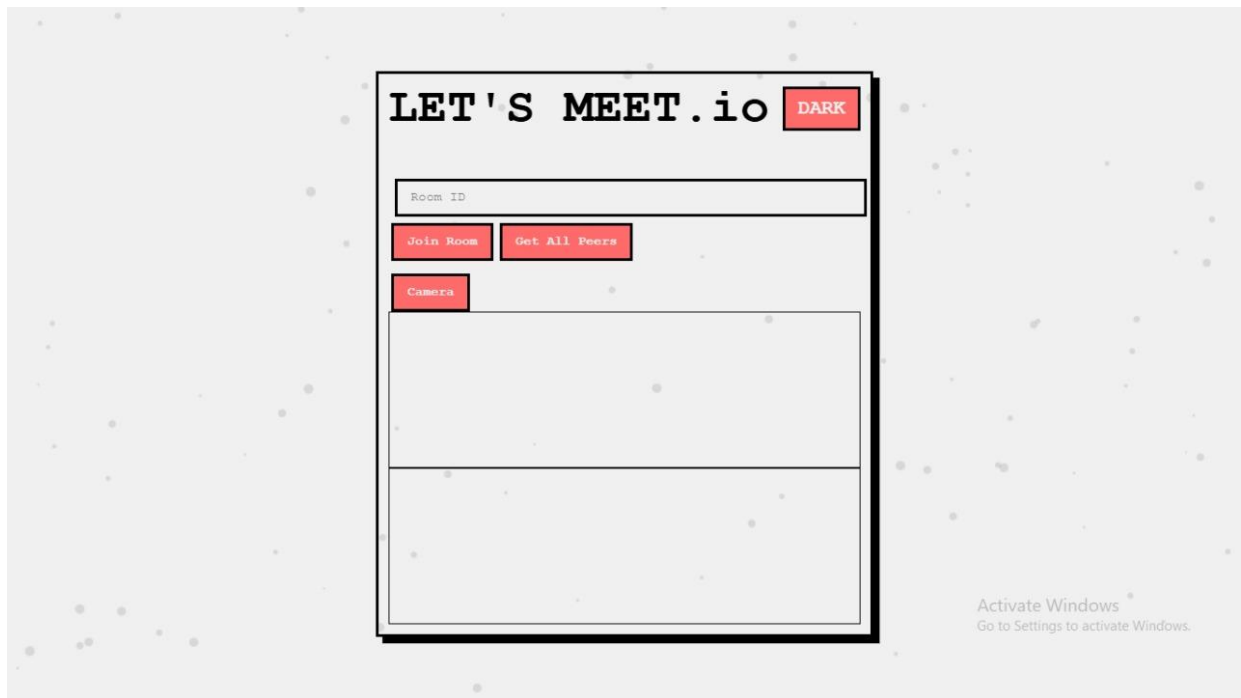 LET'S MEET.io DARK
Room ID
Join Room Get All Peers
Camera
Activate Windows
Go to Settings to activate Windows.